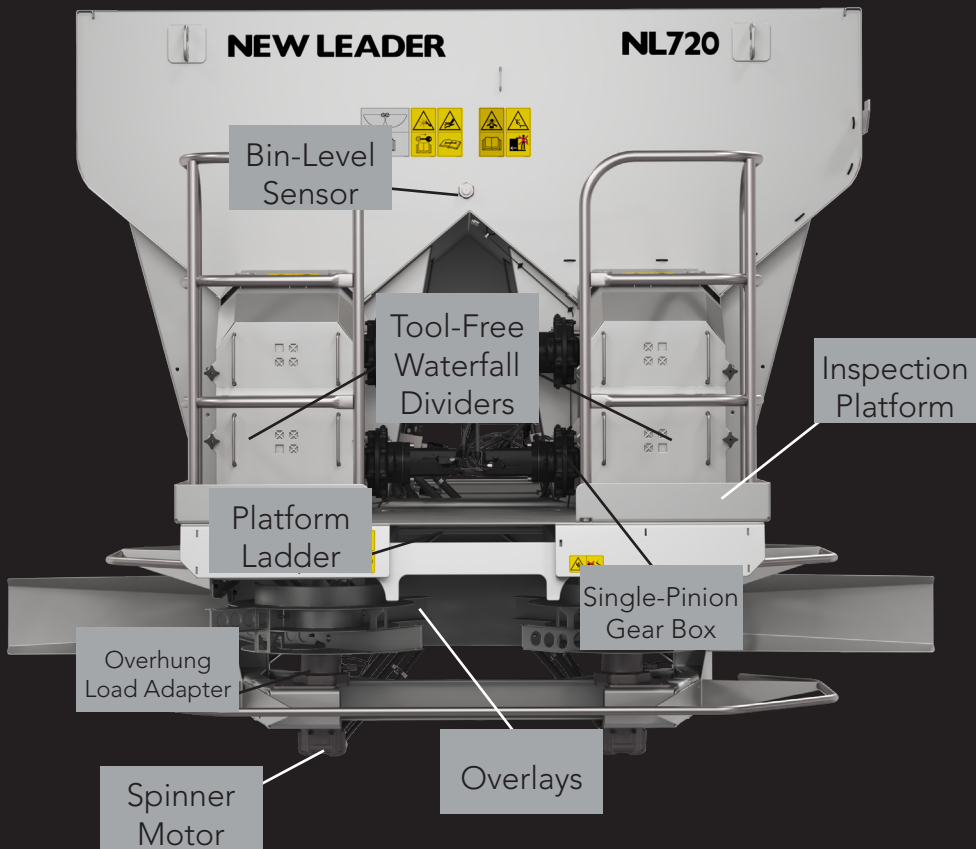 NEW LEADER
NL720
Bin-Level
Sensor
Tool-Free
Waterfall
Dividers
Inspection
Platform
Platform
Ladder
Single-Pinion
Gear Box
Overhung
Load Adapter
Overlays
Spinner
Motor